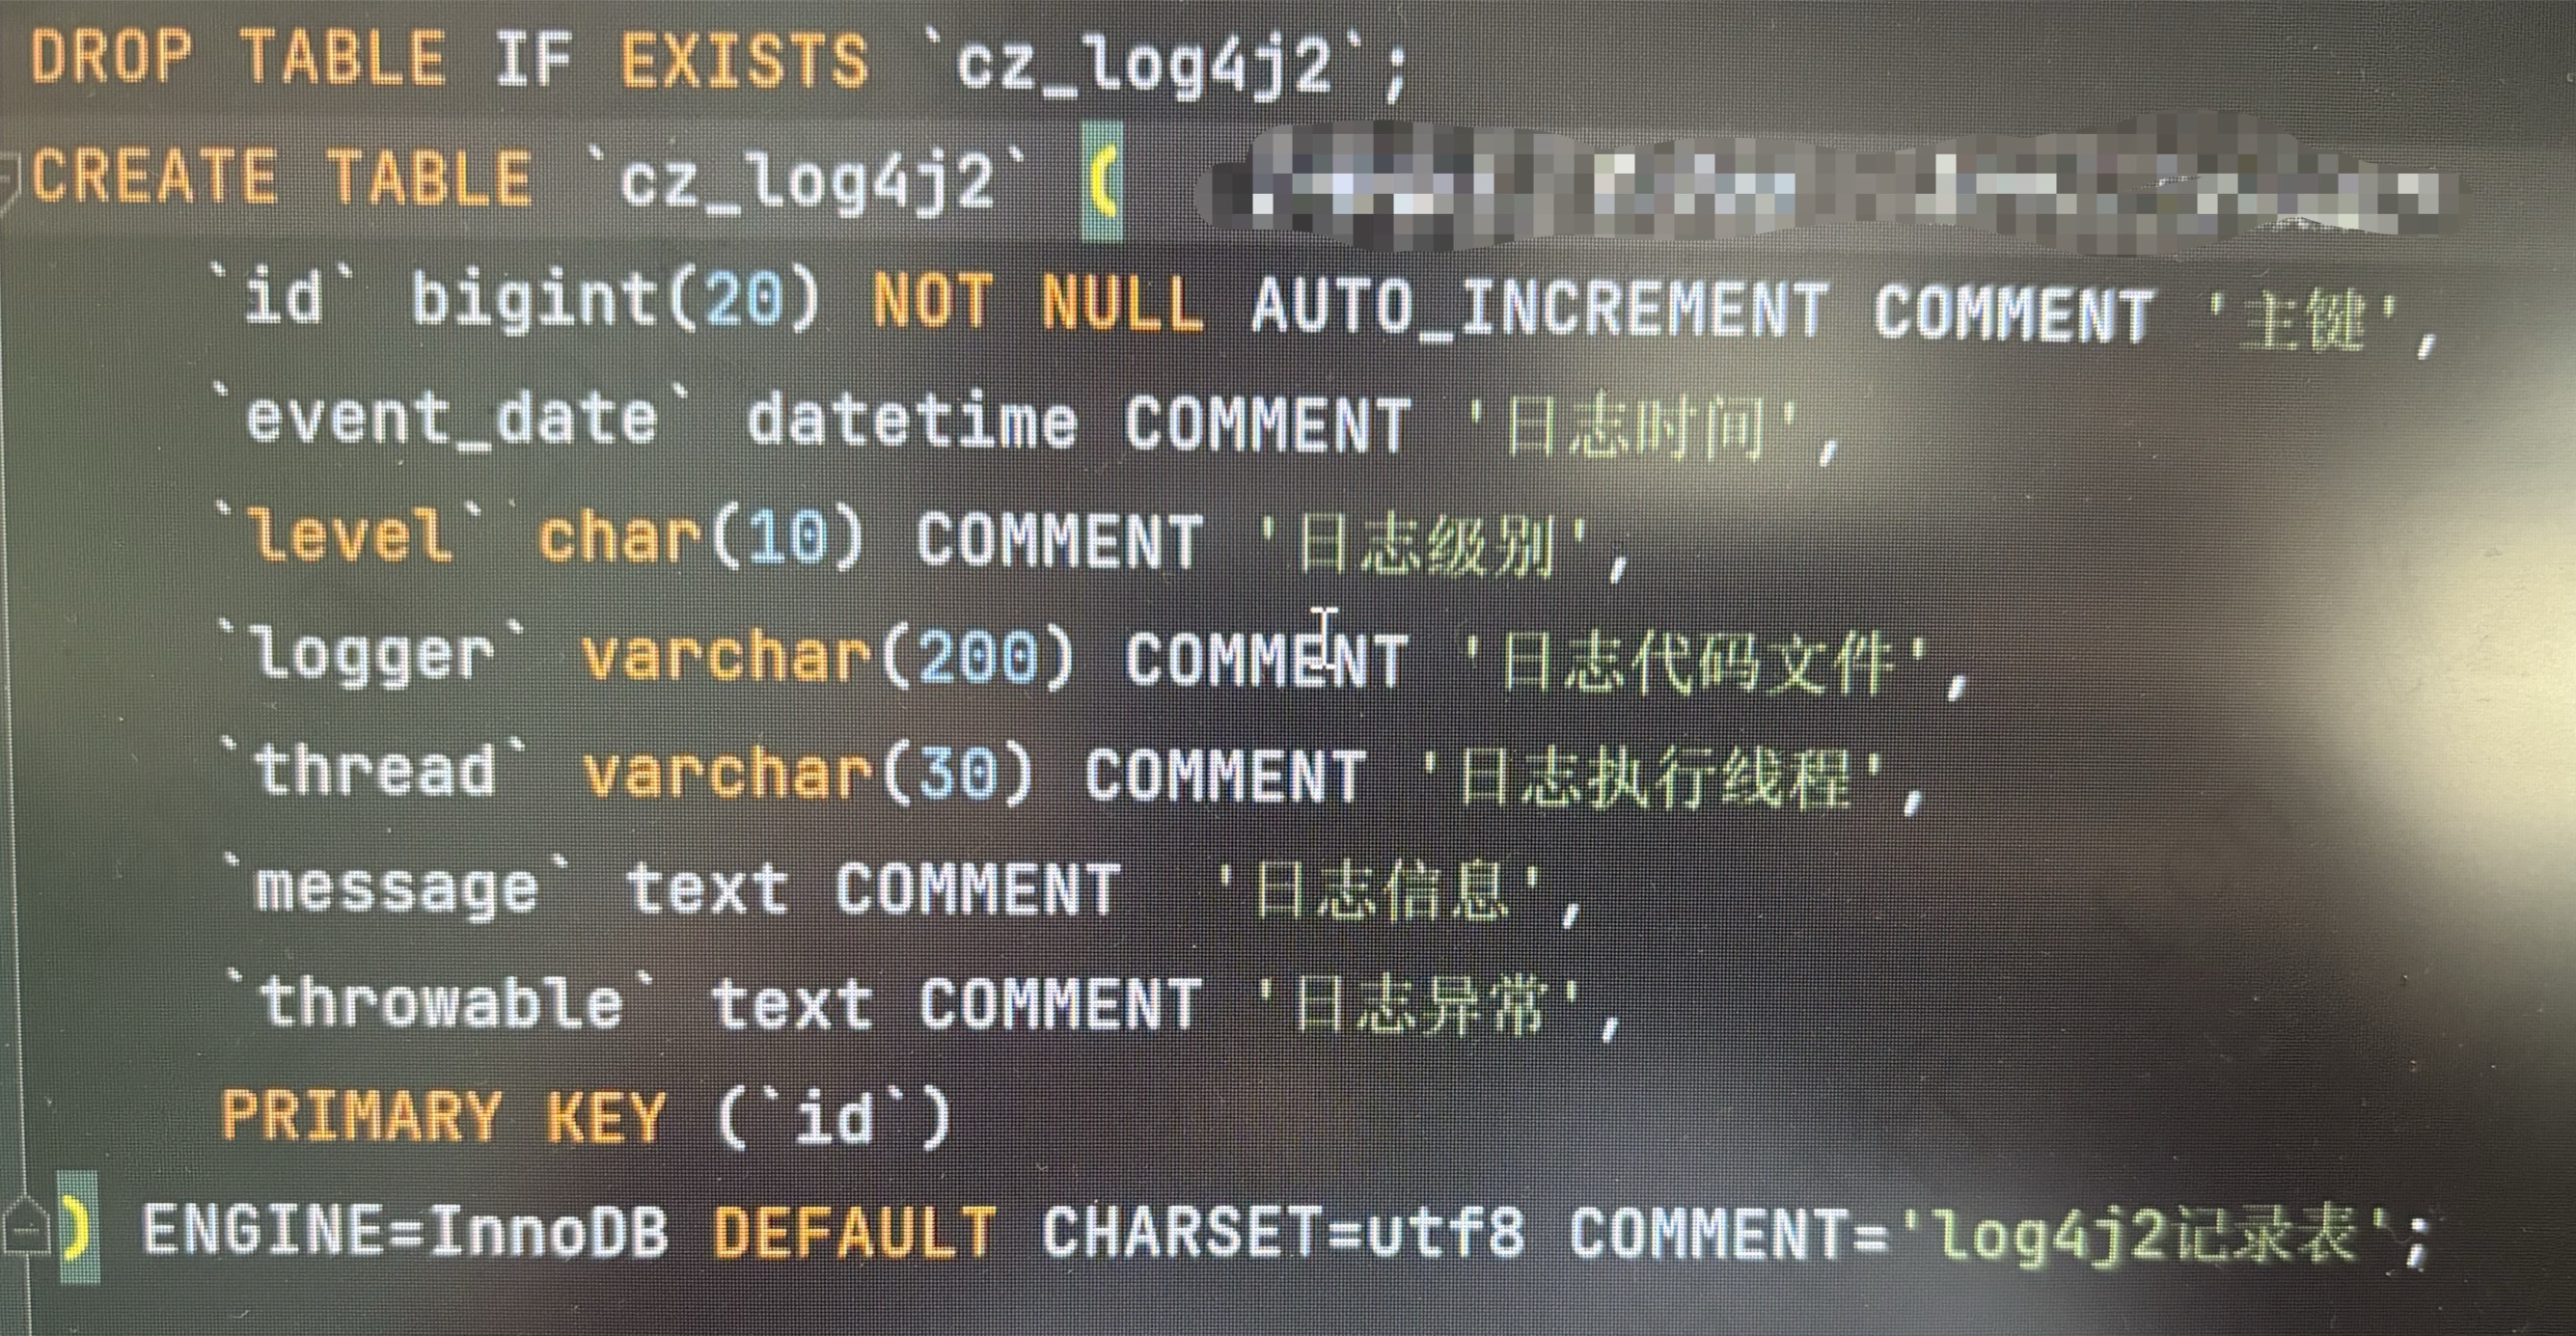 DROP TABLE IF EXISTS `cz_log4j2`;
CREATE TABLE `cz_log4j2` (
`id` bigint(20) NOT NULL AUTO_INCREMENT COMMENT '主键',
`event_date` datetime COMMENT '日志时间',
`level` char(10) COMMENT '日志级别',
`logger` varchar(200) COMMENT '日志代码文件',
`thread` varchar(30) COMMENT '日志执行线程',
`message` text COMMENT  '日志信息',
`throwable` text COMMENT '日志异常',
PRIMARY KEY (`id`)
) ENGINE=InnoDB DEFAULT CHARSET=utf8 COMMENT='log4j2记录表';